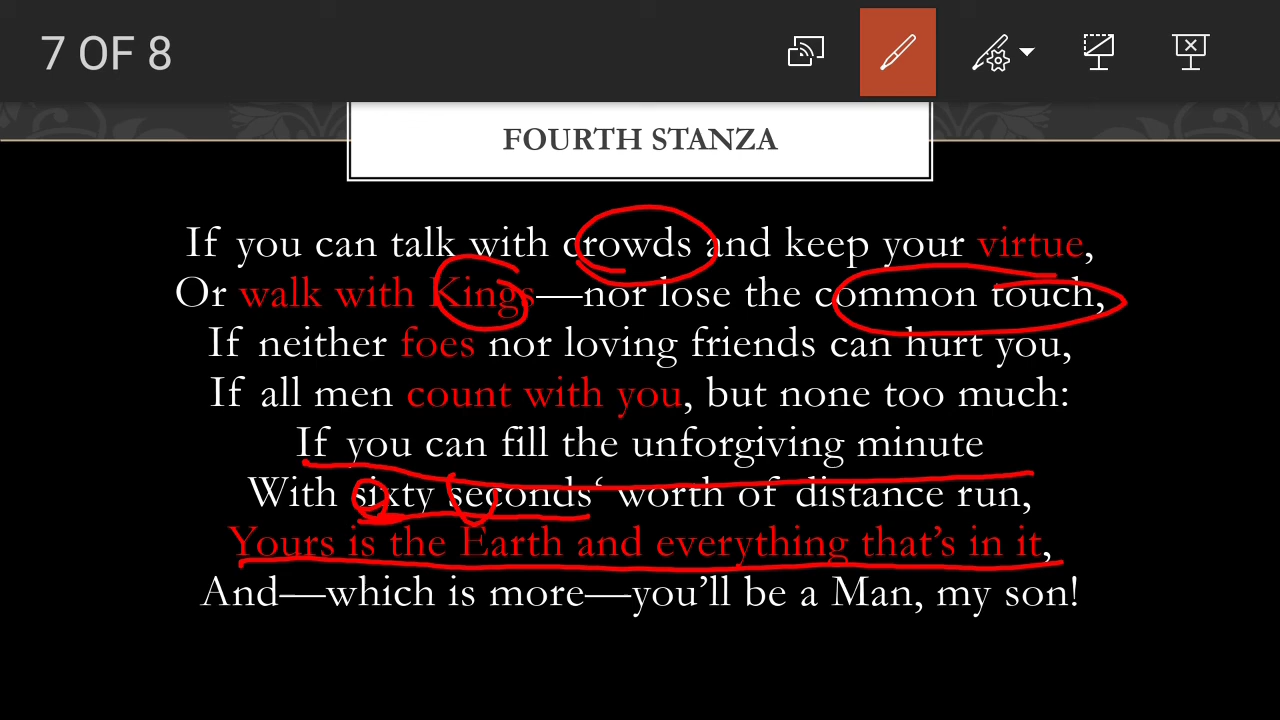 7 OF 8
FOURTH STANZA
If you can talk with crowds and keep your virtue,
Or walk with Kings—nor lose the common touch,
If neither foes nor loving friends can hurt you,
If all men count with you, but none too much:
If you can fill the unforgiving minute
With sixty seconds‘ worth of distance run,
Yours is the Earth and everything that’s in it,
And—which is more—you’ll be a Man, my son!